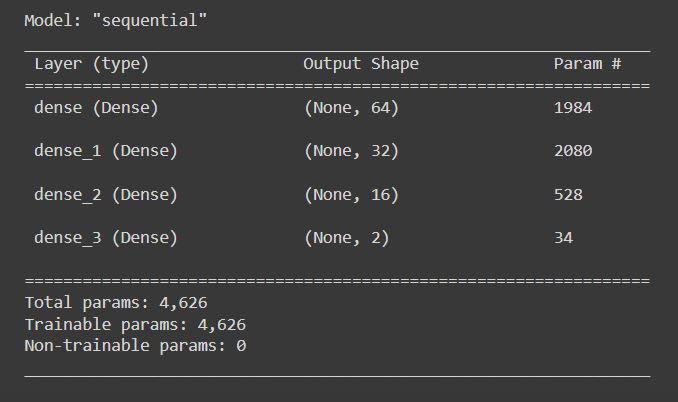 Model: "sequential"
Layer (type) Output Shape Param #
dense (Dense) (None, 64) 1984
dense_1 (Dense) (None, 32) 2080
dense_2 (Dense) (None, 16) 528
dense_3 (Dense) (None, 2) 34
Total params: 4,626
Trainable params: 4,626
Non-trainable params: 0